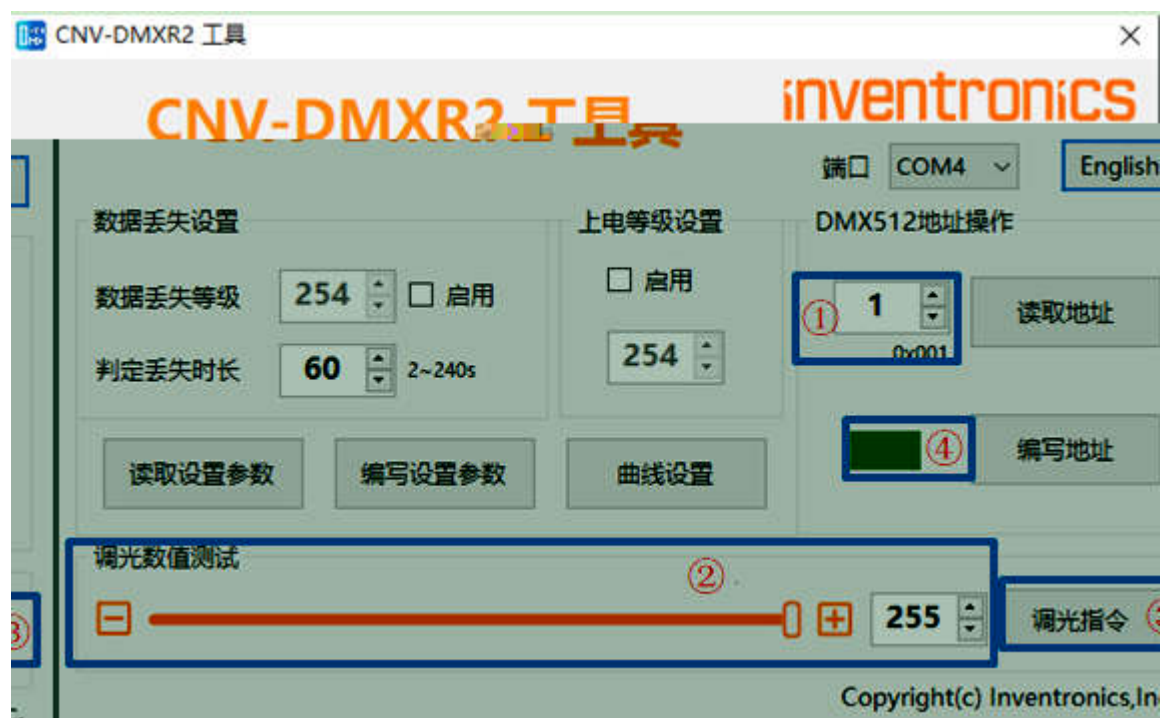 CNV-DMXR2 工具
inventronics
CNV-DMXR2 工具
端口 COM4 English
数据丢失设置 上电等级设置 DMX512地址操作
数据丢失等级 254 启用 启用 ① 1 读取地址
0x001
判定丢失时长 60 2~240s 254
④ 编写地址
读取设置参数 编写设置参数 曲线设置
调光数值测试 ②
255 调光指令
Copyright(c) Inventronics,In